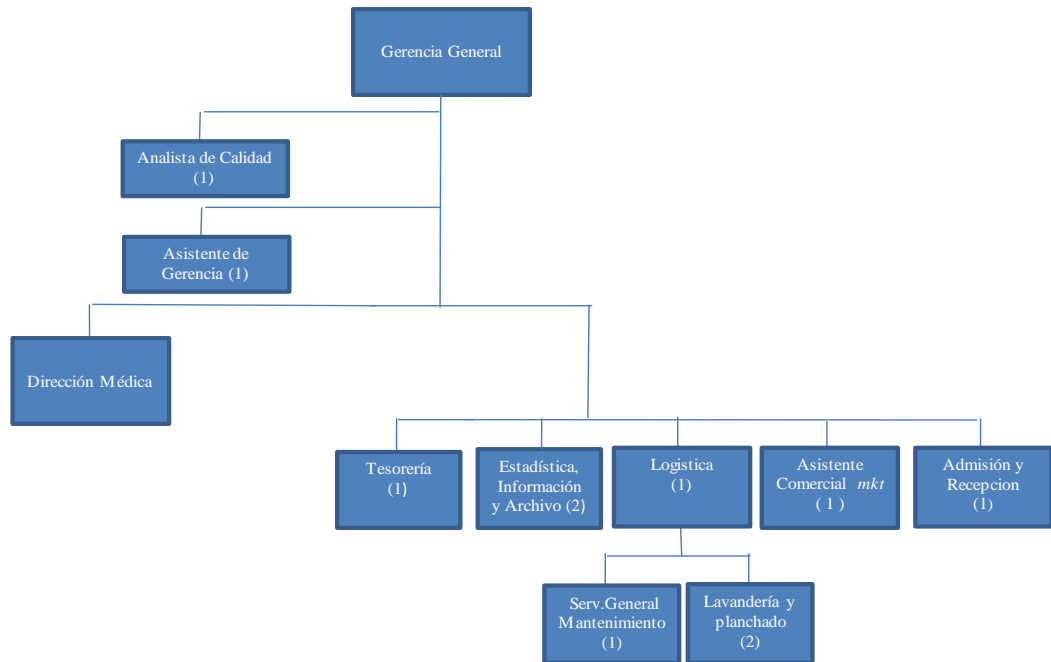 Gerencia General
Analista de Calidad
(1)
Asistente de
Gerencia (1)
Dirección Médica
Tesorería
(1)
Estadística,
Información
y Archivo (2)
Logistica
(1)
Asistente
Comercial mkt
( 1 )
Admisión y
Recepcion
(1)
Serv.General
Mantenimiento
(1)
Lavandería y
planchado
(2)